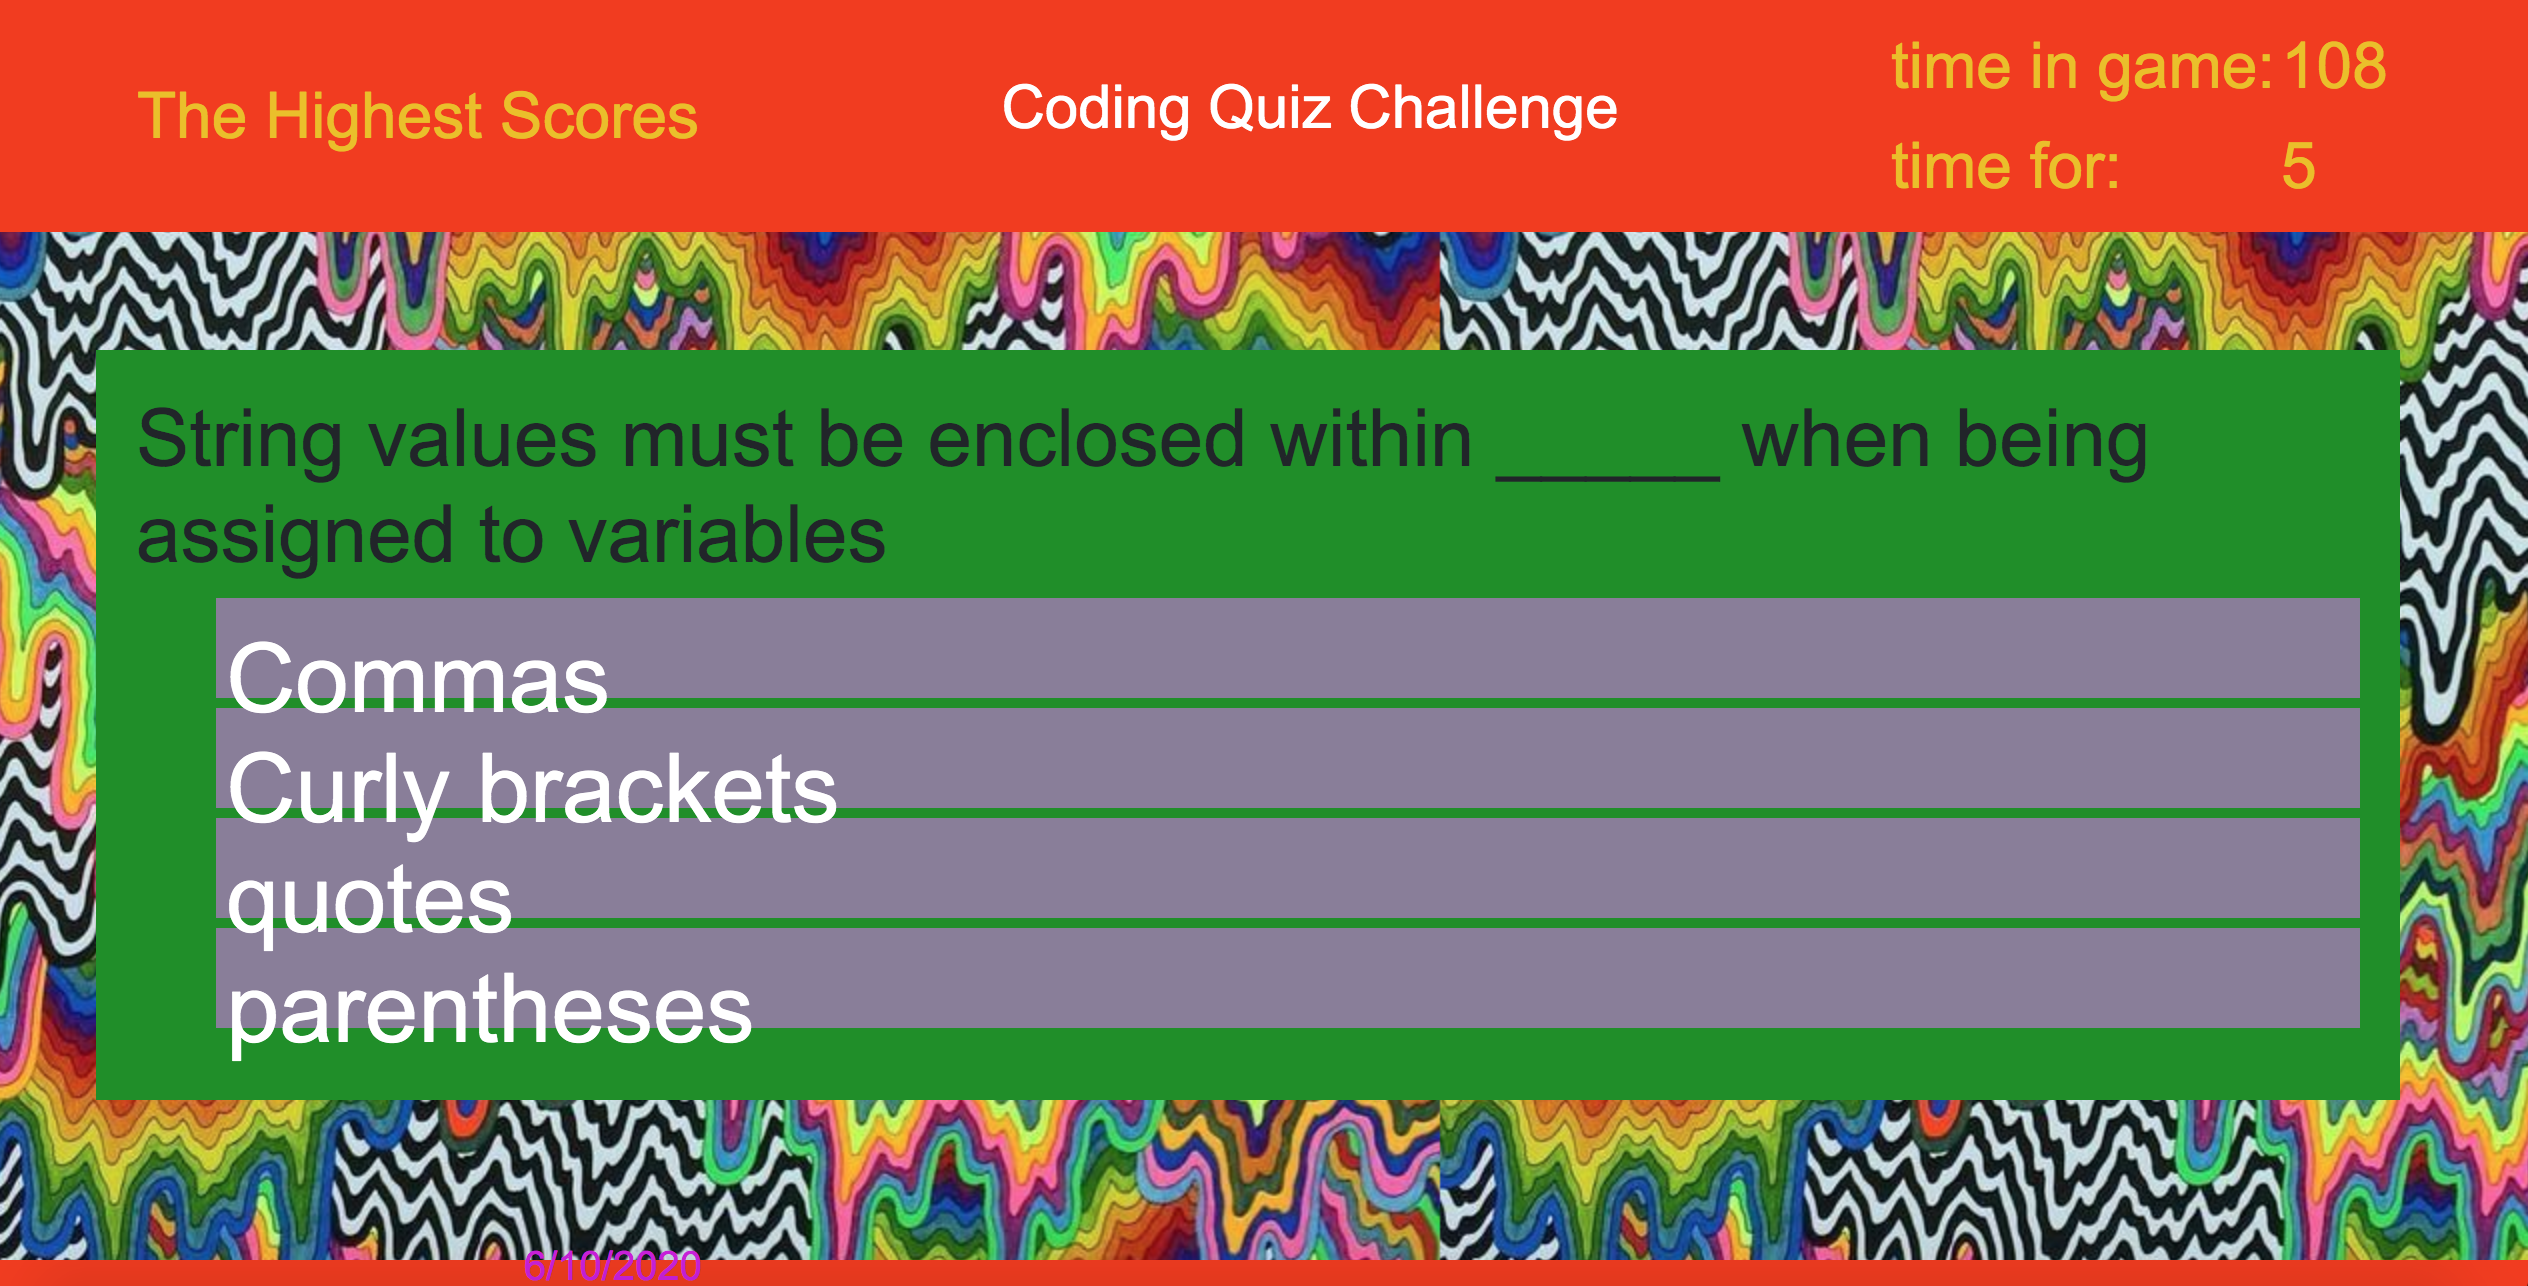 The Highest Scores
Coding Quiz Challenge
time in game: 108
time for: 5
String values must be enclosed within _____ when being
assigned to variables
Commas
Curly brackets
quotes
parentheses
6/10/2020